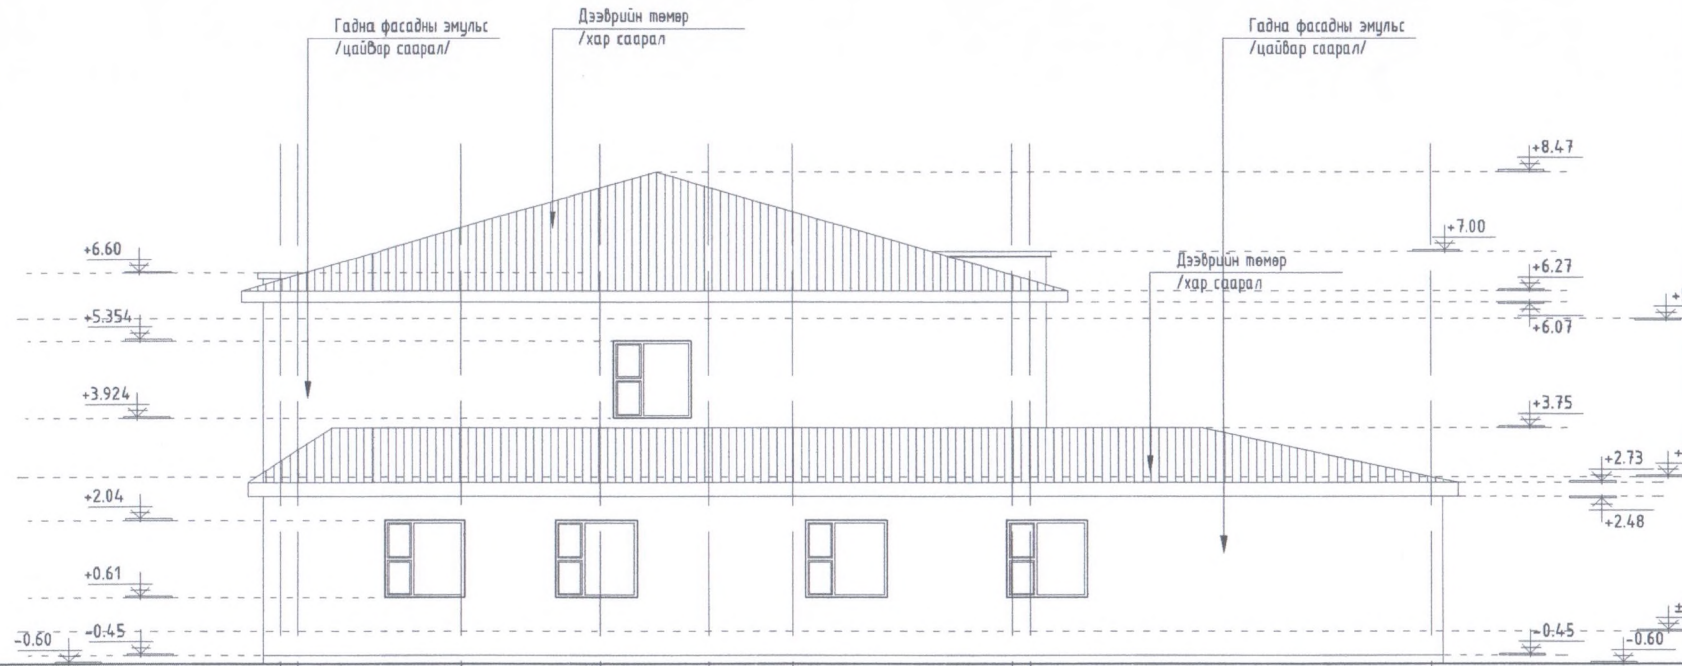 Гадна фасадны эмульс
/цайвар саарал/
Дээврийн төмөр
/хар саарал
Гадна фасадны эмульс
/цайвар саарал/
+8.47
+7.00
+6.60
Дээврийн төмөр
/хар саарал
+6.27
+5.354
+6.07
+3.924
+3.75
+2.73
+2.04
+2.48
+0.61
-0.60
-0.45
-0.45
-0.60